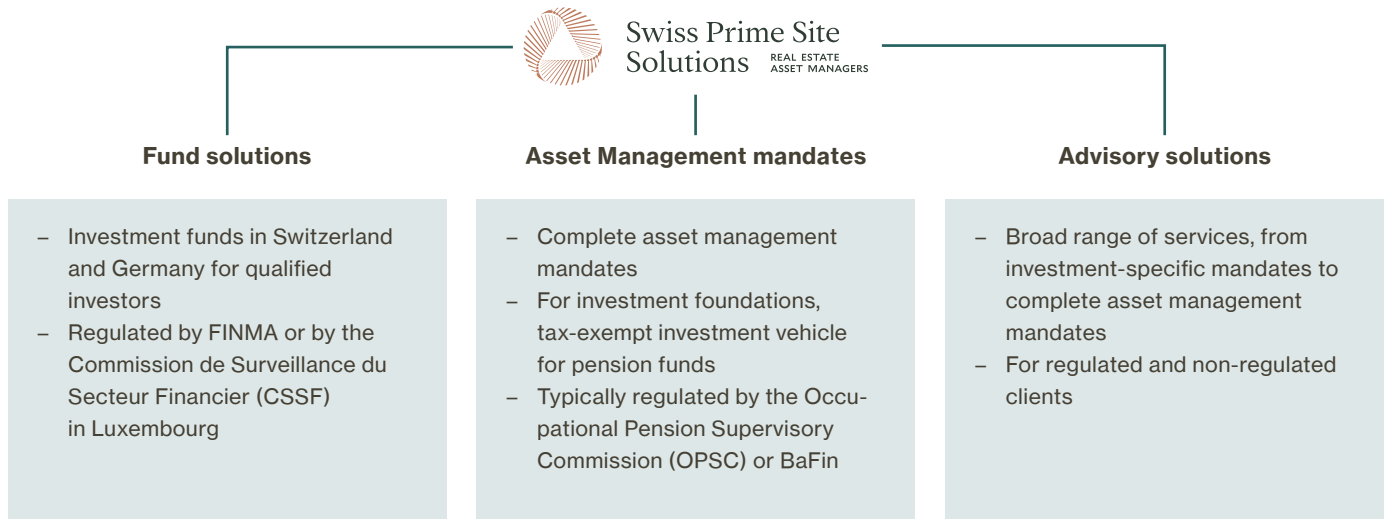 Swiss Prime Site
Solutions
REAL ESTATE
ASSET MANAGERS
Fund solutions
– Investment funds in Switzerland
and Germany for qualified
investors
– Regulated by FINMA or by the
Commission de Surveillance du
Secteur Financier (CSSF)
in Luxembourg
Asset Management mandates
– Complete asset management
mandates
– For investment foundations,
tax-exempt investment vehicle
for pension funds
– Typically regulated by the Occu-
pational Pension Supervisory
Commission (OPSC) or BaFin
Advisory solutions
– Broad range of services, from
investment-specific mandates to
complete asset management
mandates
– For regulated and non-regulated
clients